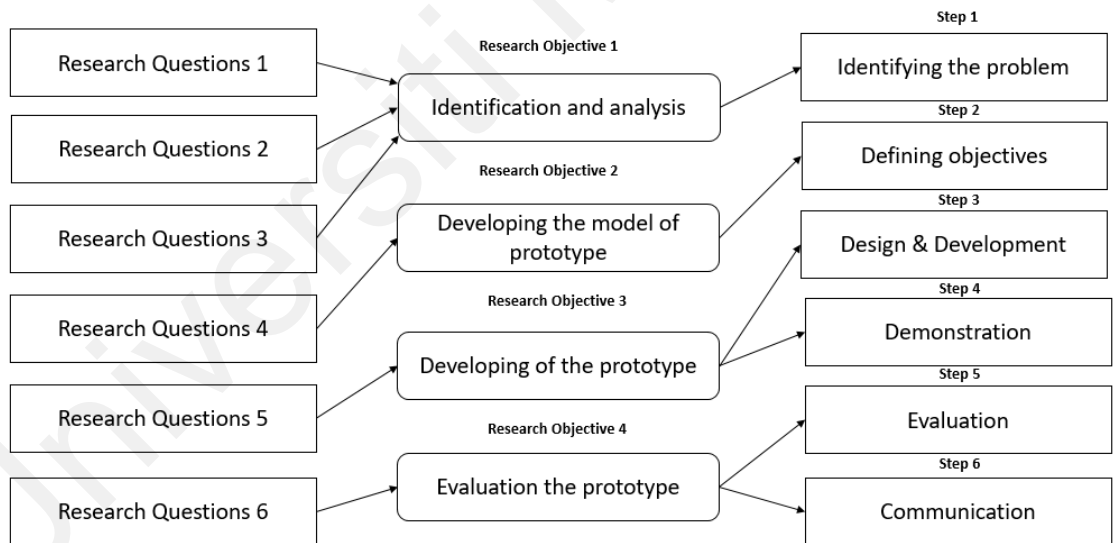 Research Questions 1
Research Questions 2
Research Questions 3
Research Questions 4
Research Questions 5
Research Questions 6
Research Objective 1
Identification and analysis
Research Objective 2
Developing the model of
prototype
Research Objective 3
Developing of the prototype
Research Objective 4
Evaluation the prototype
Step 1
Identifying the problem
Step 2
Defining objectives
Step 3
Design & Development
Step 4
Demonstration
Step 5
Evaluation
Step 6
Communication
Universiti